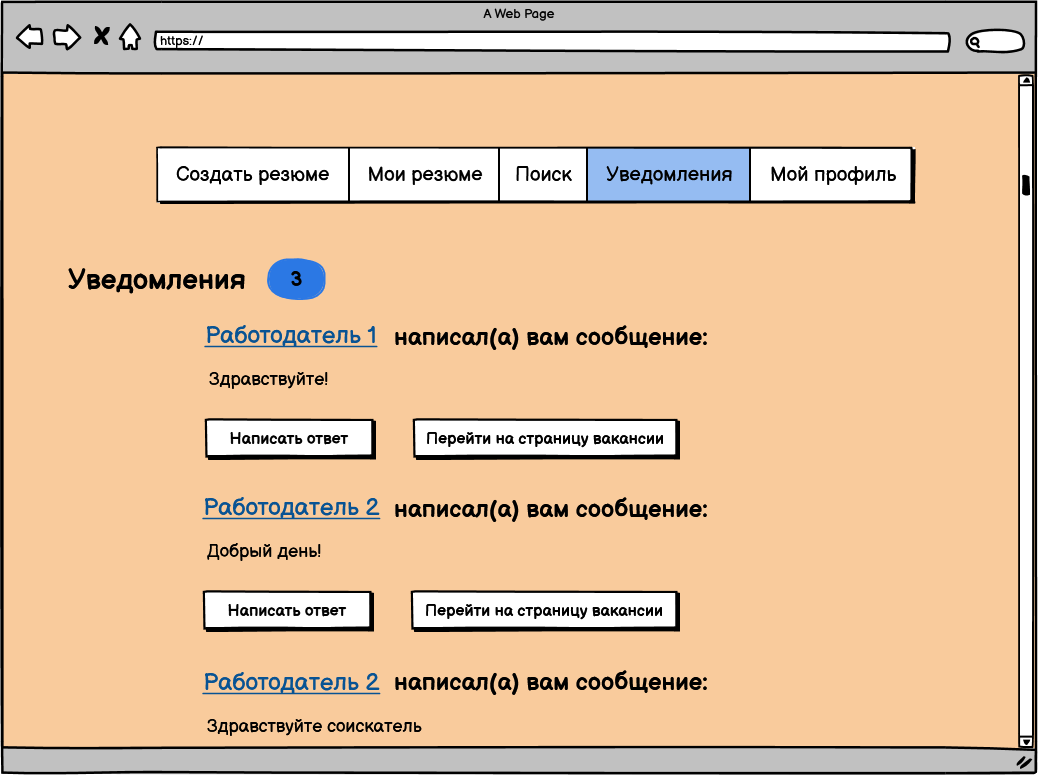 A Web Page
https://
Создать резюме Мои резюме Поиск Уведомления Мой профиль
Уведомления 3
Работодатель 1 написал(а) вам сообщение:
Здравствуйте!
Написать ответ Перейти на страницу вакансии
Работодатель 2 написал(а) вам сообщение:
Добрый день!
Написать ответ Перейти на страницу вакансии
Работодатель 2 написал(а) вам сообщение:
Здравствуйте соискатель